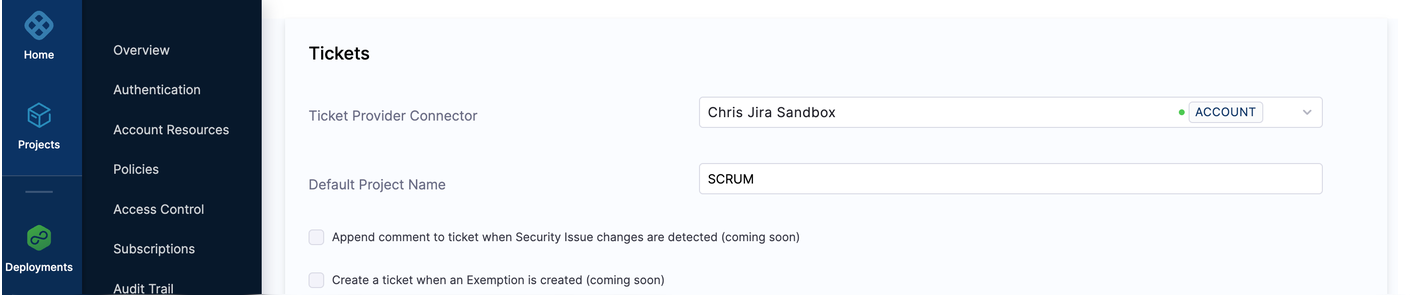 Home
Projects
Deployments
Overview
Authentication
Account Resources
Policies
Access Control
Subscriptions
Audit Trail
Tickets
Ticket Provider Connector
Chris Jira Sandbox
ACCOUNT
Default Project Name
SCRUM
Append comment to ticket when Security Issue changes are detected (coming soon)
Create a ticket when an Exemption is created (coming soon)